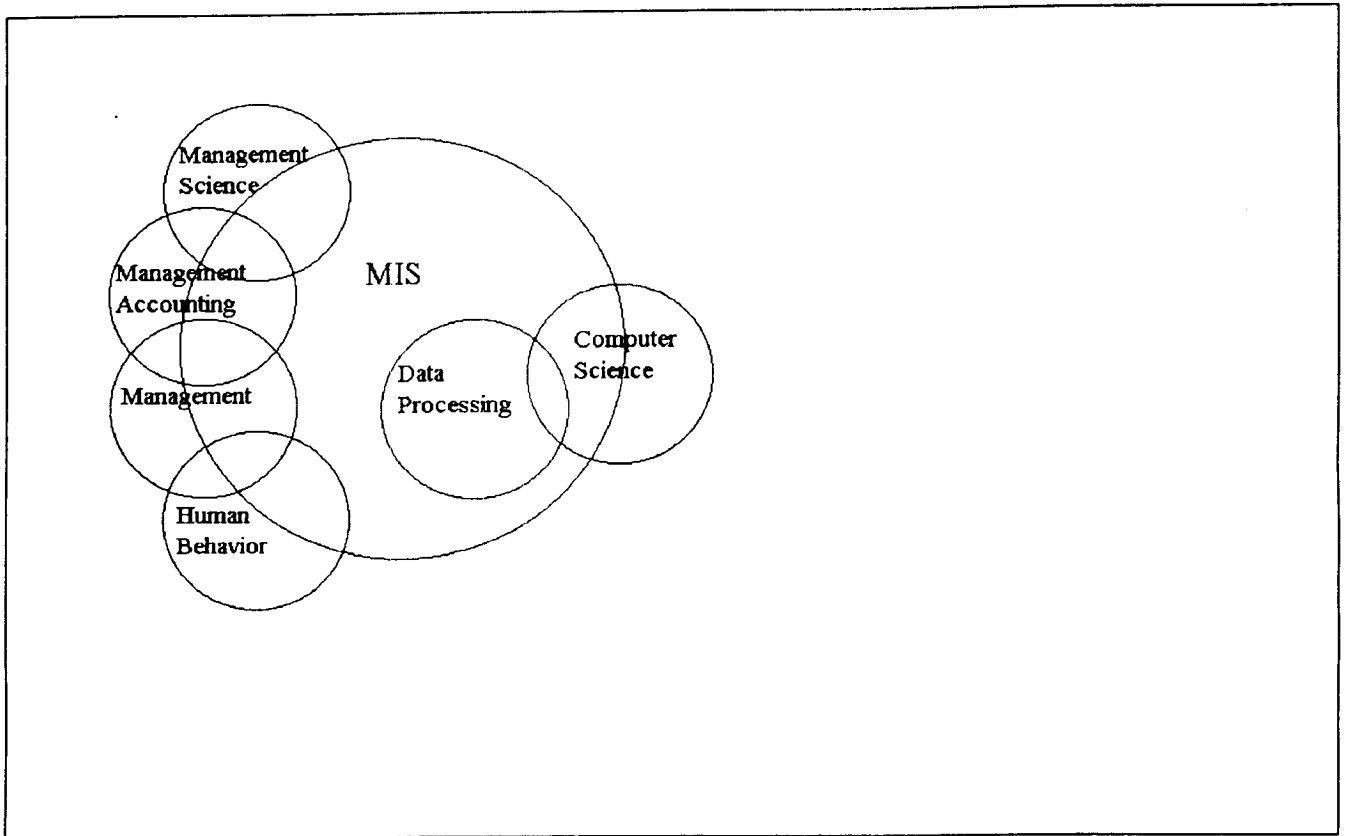 Management
Science
Management
Accounting
MIS
Management
Data
Processing
Computer
Science
Human
Behavior